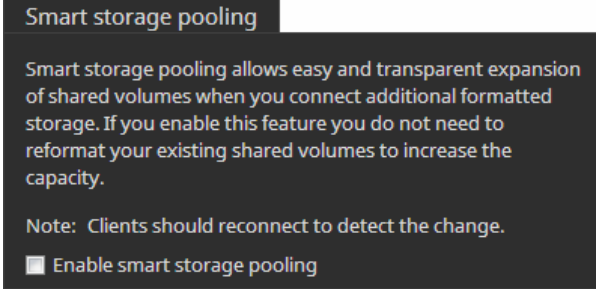 Smart storage pooling
Smart storage pooling allows easy and transparent expansion
of shared volumes when you connect additional formatted
storage. If you enable this feature you do not need to
reformat your existing shared volumes to increase the
capacity.
Note: Clients should reconnect to detect the change.
Enable smart storage pooling